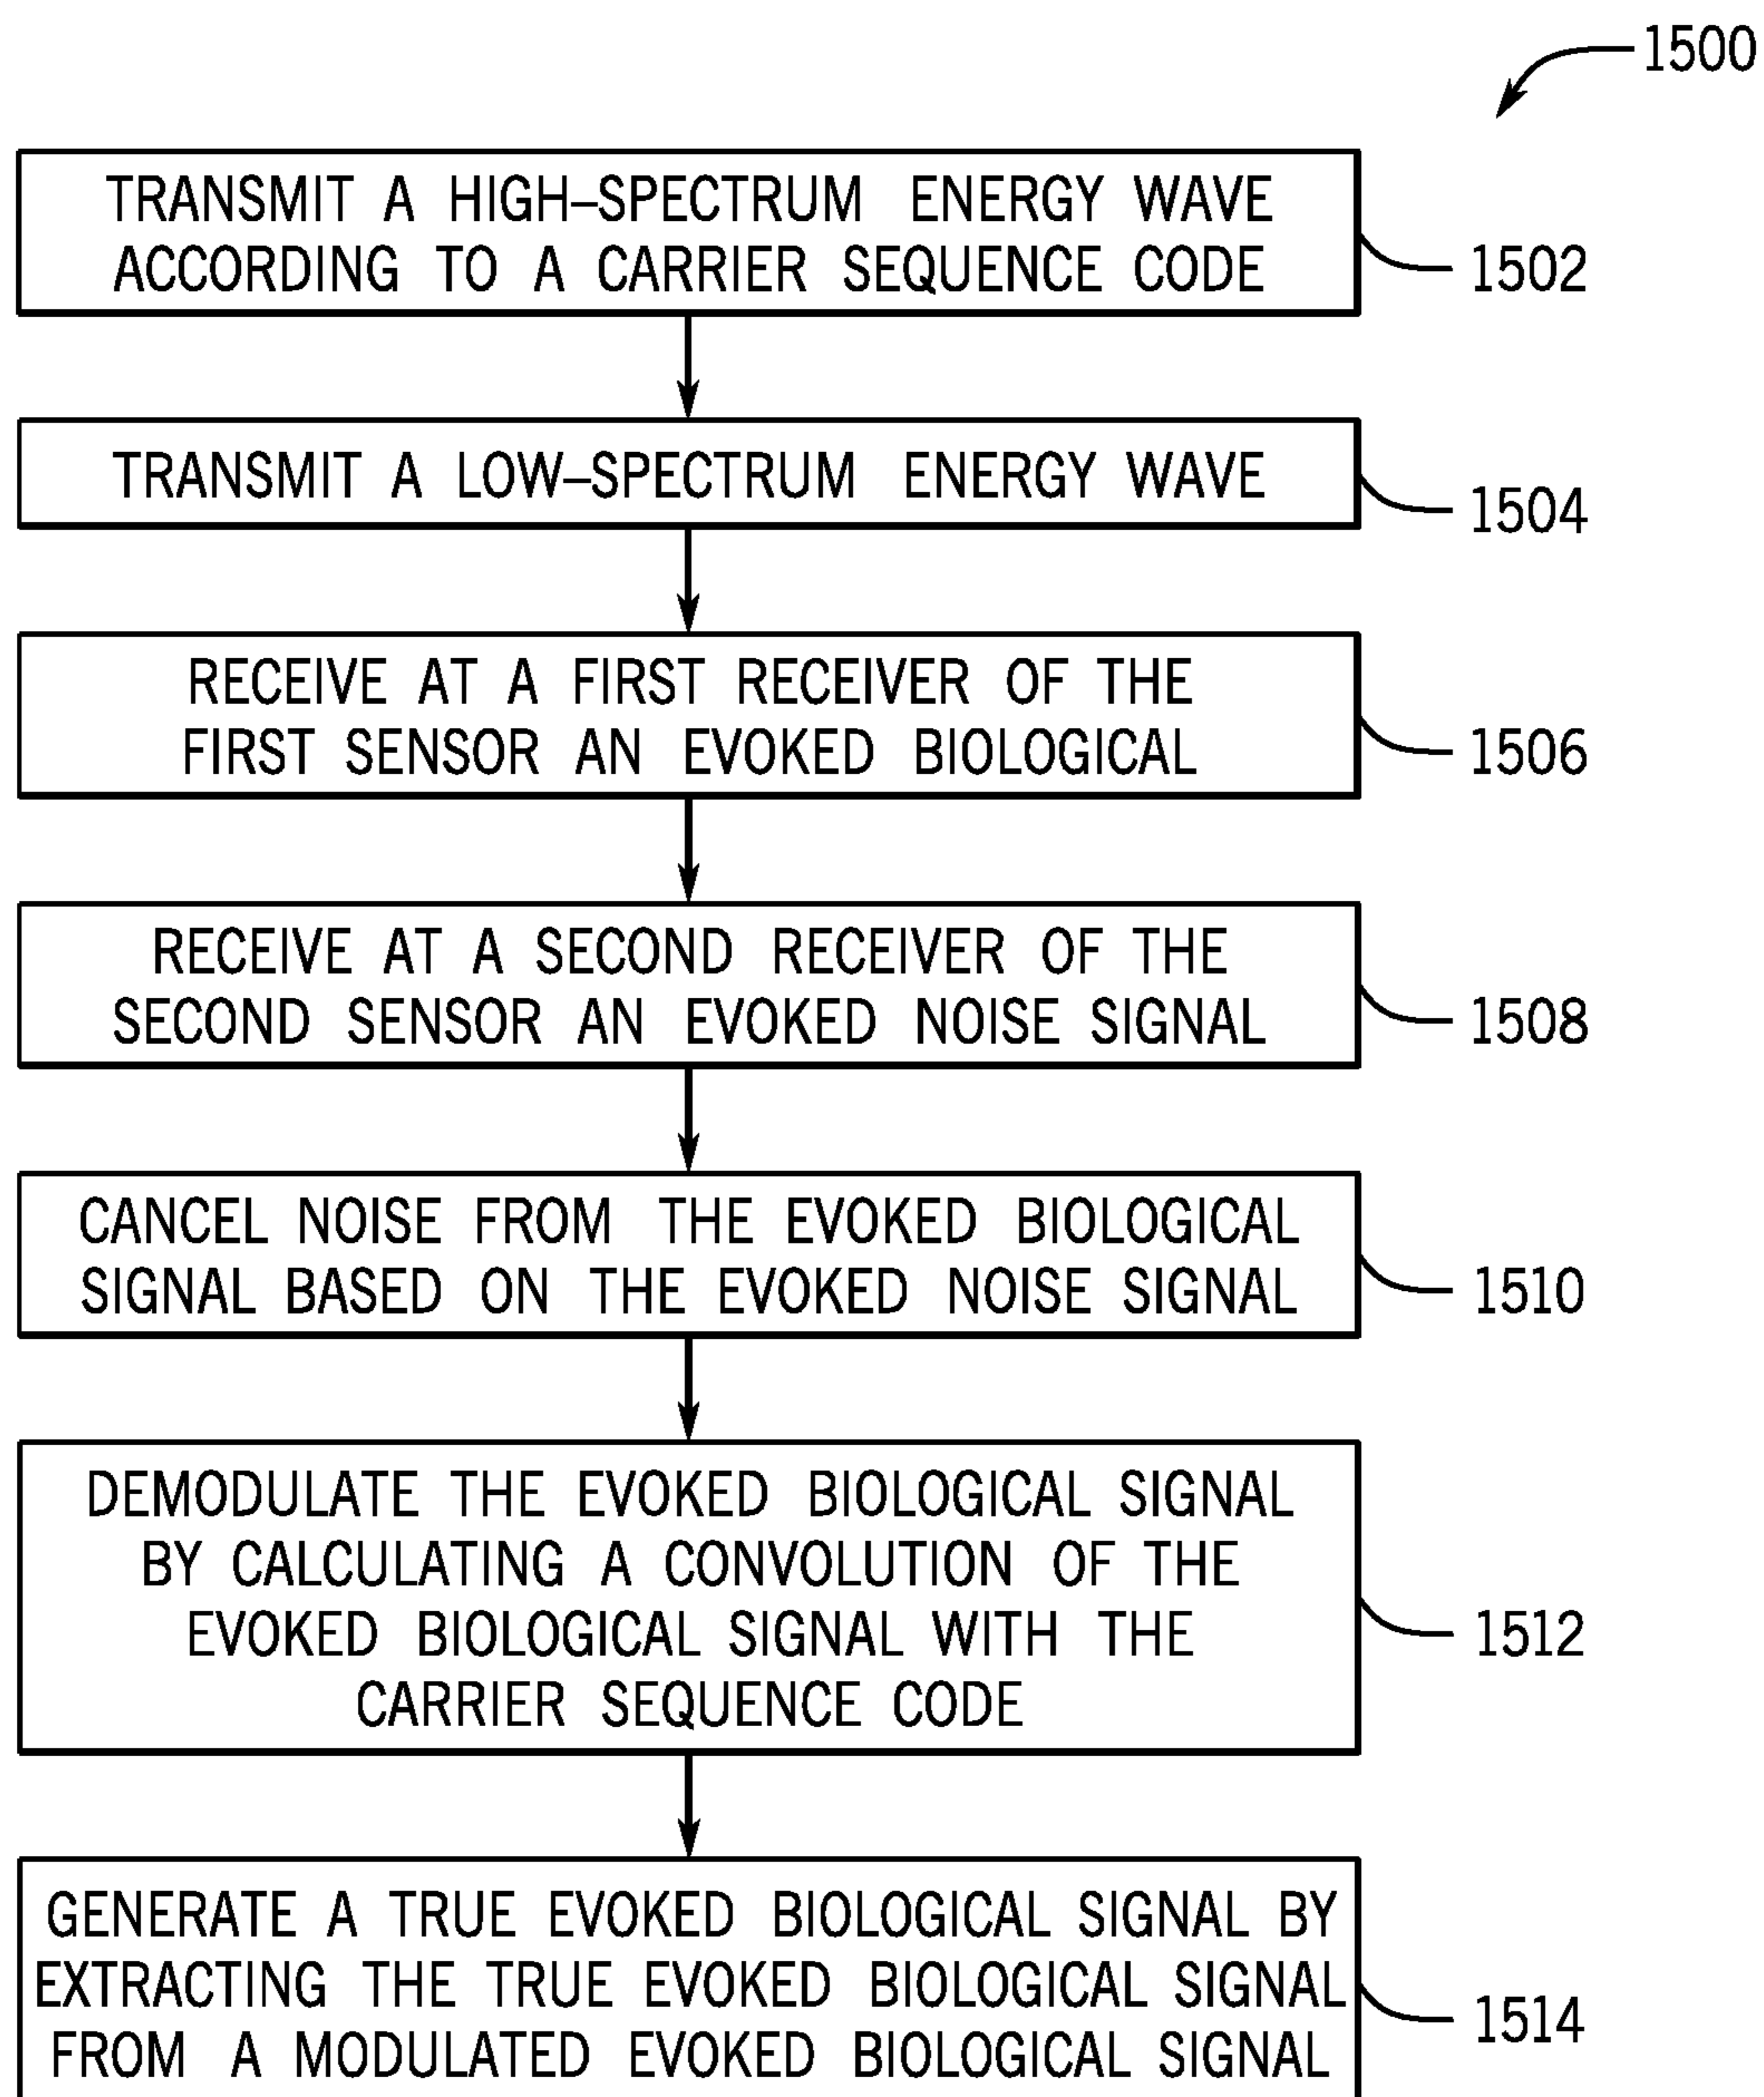 1500
TRANSMIT A HIGH–SPECTRUM ENERGY WAVE
ACCORDING TO A CARRIER SEQUENCE CODE
1502
TRANSMIT A LOW–SPECTRUM ENERGY WAVE
1504
RECEIVE AT A FIRST RECEIVER OF THE
FIRST SENSOR AN EVOKED BIOLOGICAL
1506
RECEIVE AT A SECOND RECEIVER OF THE
SECOND SENSOR AN EVOKED NOISE SIGNAL
1508
CANCEL NOISE FROM THE EVOKED BIOLOGICAL
SIGNAL BASED ON THE EVOKED NOISE SIGNAL
1510
DEMODULATE THE EVOKED BIOLOGICAL SIGNAL
BY CALCULATING A CONVOLUTION OF THE
EVOKED BIOLOGICAL SIGNAL WITH THE
CARRIER SEQUENCE CODE
1512
GENERATE A TRUE EVOKED BIOLOGICAL SIGNAL BY
EXTRACTING THE TRUE EVOKED BIOLOGICAL SIGNAL
FROM A MODULATED EVOKED BIOLOGICAL SIGNAL
1514